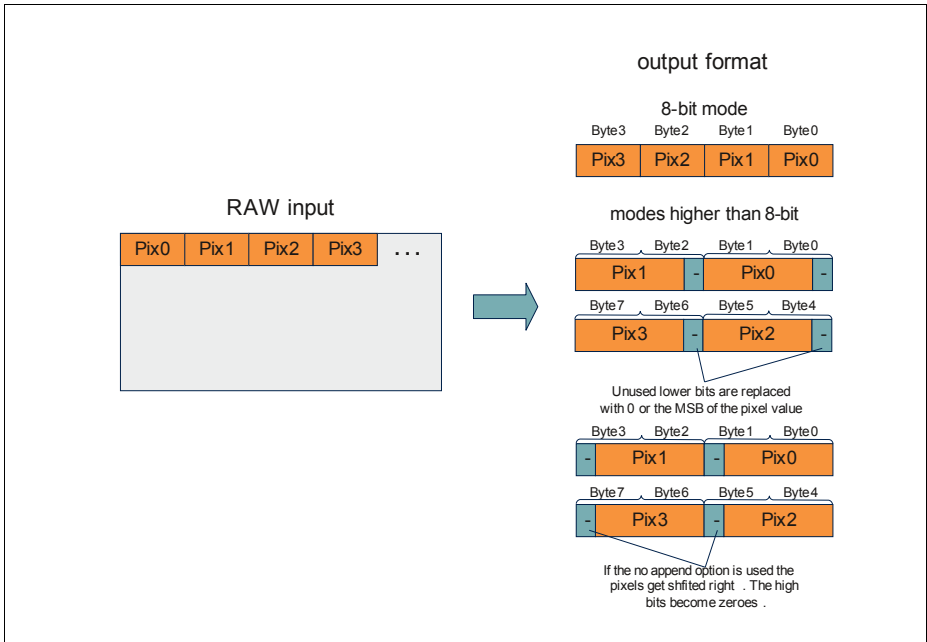 output format
8-bit mode
Byte3 Byte2 Byte1 Byte0
Pix3 Pix2 Pix1 Pix0
RAW input
Pix0 Pix1 Pix2 Pix3 ...
modes higher than 8-bit
Byte3 Byte2 Byte1 Byte0
Pix1 - Pix0 -
Byte7 Byte6 Byte5 Byte4
Pix3 - Pix2 -
Unused lower bits are replaced
with 0 or the MSB of the pixel value
Byte3 Byte2 Byte1 Byte0
- Pix1 - Pix0
Byte7 Byte6 Byte5 Byte4
- Pix3 - Pix2
If the no append option is used the
pixels get shfited right . The high
bits become zeroes .